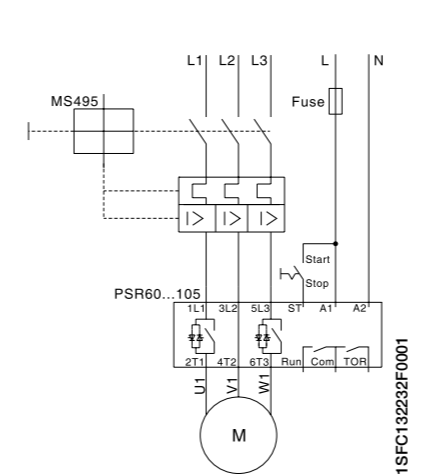 L1 L2 L3 L N
MS495
Fuse
I> I> I>
Start
Stop
PSR60...105
1L1 3L2 5L3 ST A1 A2
2T1 4T2 6T3 Run Com TOR
U1 V1 W1
M
1SFC132232F0001